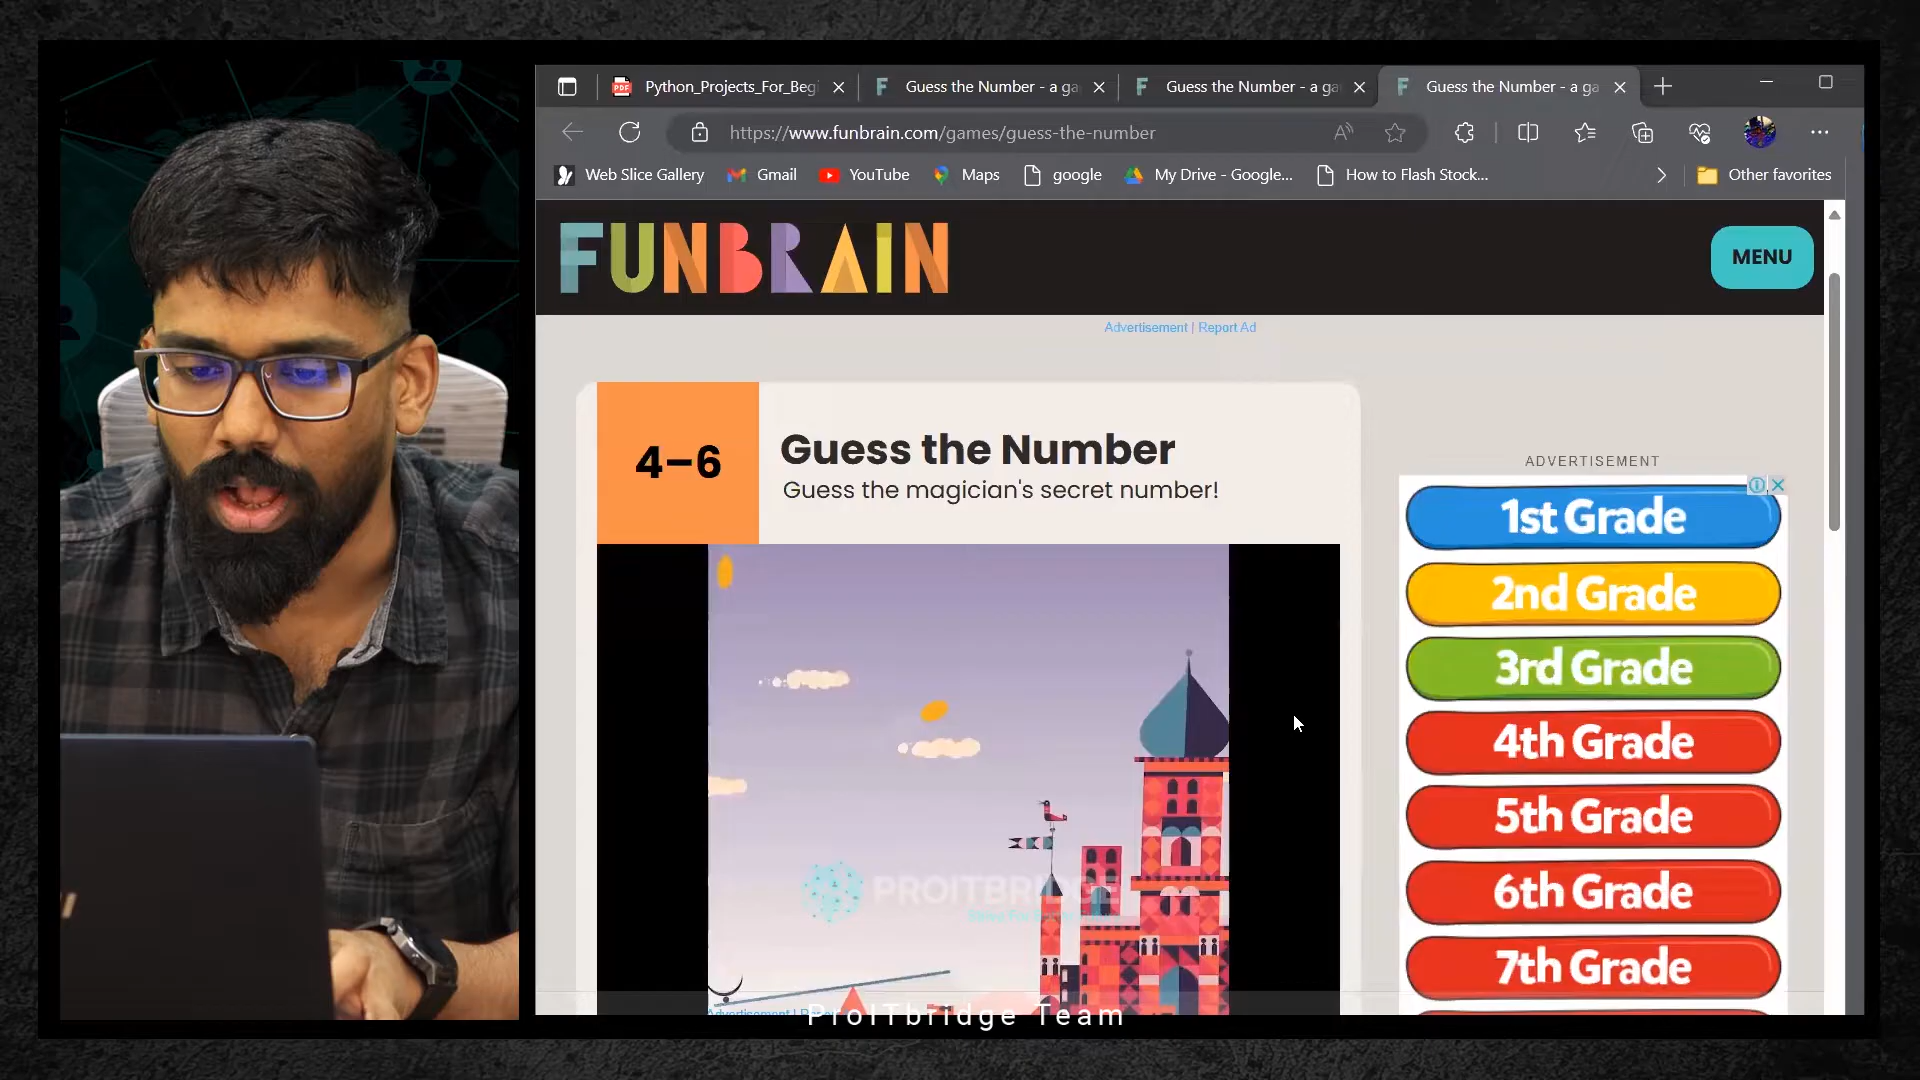 Python_Projects_For_Begi
Guess the Number - a ga
Guess the Number - a ga
Guess the Number - a ga
https://www.funbrain.com/games/guess-the-number
Web Slice Gallery
Gmail
YouTube
Maps
google
My Drive - Google...
How to Flash Stock...
Other favorites
FUNBRAIN
MENU
Advertisement | Report Ad
4–6
Guess the Number
Guess the magician's secret number!
ADVERTISEMENT
1st Grade
2nd Grade
3rd Grade
4th Grade
5th Grade
6th Grade
7th Grade
PROITBRIDGE
ProITbridge Team